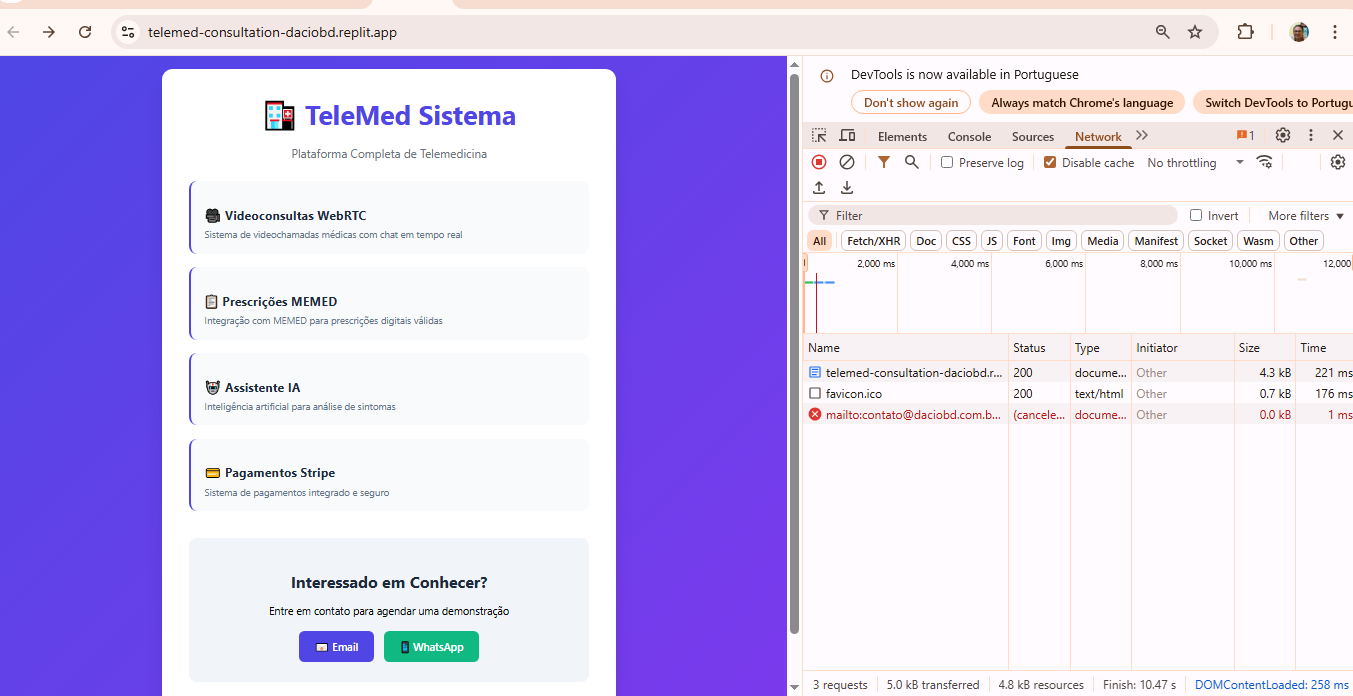 telemed-consultation-daciobd.replit.app
TeleMed Sistema
Plataforma Completa de Telemedicina
Videoconsultas WebRTC
Sistema de videochamadas médicas com chat em tempo real
Prescrições MEMED
Integração com MEMED para prescrições digitais válidas
Assistente IA
Inteligência artificial para análise de sintomas
Pagamentos Stripe
Sistema de pagamentos integrado e seguro
Interessado em Conhecer?
Entre em contato para agendar uma demonstração
Email WhatsApp
DevTools is now available in Portuguese
Don't show again Always match Chrome's language Switch DevTools to Portugu
Elements Console Sources Network 1
Preserve log Disable cache No throttling
Filter Invert More filters
All Fetch/XHR Doc CSS JS Font Img Media Manifest Socket Wasm Other
2,000 ms 4,000 ms 6,000 ms 8,000 ms 10,000 ms 12,000
Name Status Type Initiator Size Time
telemed-consultation-daciobd.r... 200 docume... Other 4.3 kB 221 ms
favicon.ico 200 text/html Other 0.7 kB 176 ms
mailto:contato@daciobd.com.b... (cancele... docume... Other 0.0 kB 1 ms
3 requests 5.0 kB transferred 4.8 kB resources Finish: 10.47 s DOMContentLoaded: 258 ms